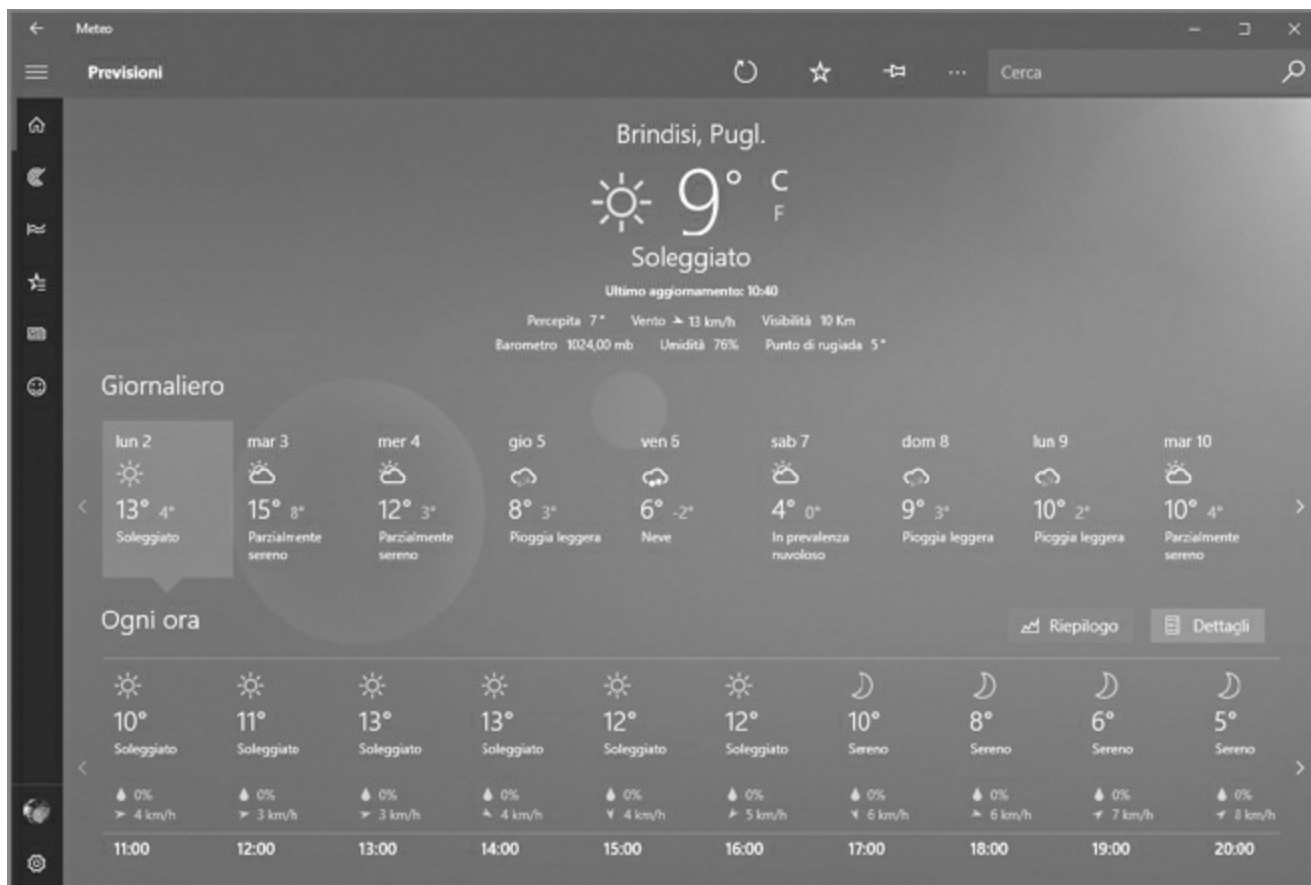 Meteo
Previsioni
Cerca
Brindisi, Pugl.
9° C
F
Soleggiato
Ultimo aggiornamento: 10:40
Percepita 7° Vento 13 km/h Visibilità 10 Km
Barometro 1024,00 mb Umidità 76% Punto di rugiada 5°
Giornaliero
lun 2 mar 3 mer 4 gio 5 ven 6 sab 7 dom 8 lun 9 mar 10
13° 4° 15° 8° 12° 3° 8° 3° 6° -2° 4° 0° 9° 3° 10° 2° 10° 4°
Soleggiato Parzialmente Parzialmente Pioggia leggera Neve In prevalenza Pioggia leggera Pioggia leggera Parzialmente
sereno sereno nuvoloso sereno
Ogni ora
Riepilogo Dettagli
10° 11° 13° 13° 12° 12° 10° 8° 6° 5°
Soleggiato Soleggiato Soleggiato Soleggiato Soleggiato Soleggiato Sereno Sereno Sereno Sereno
0% 0% 0% 0% 0% 0% 0% 0% 0% 0%
4 km/h 3 km/h 3 km/h 4 km/h 4 km/h 5 km/h 6 km/h 6 km/h 7 km/h 8 km/h
11:00 12:00 13:00 14:00 15:00 16:00 17:00 18:00 19:00 20:00